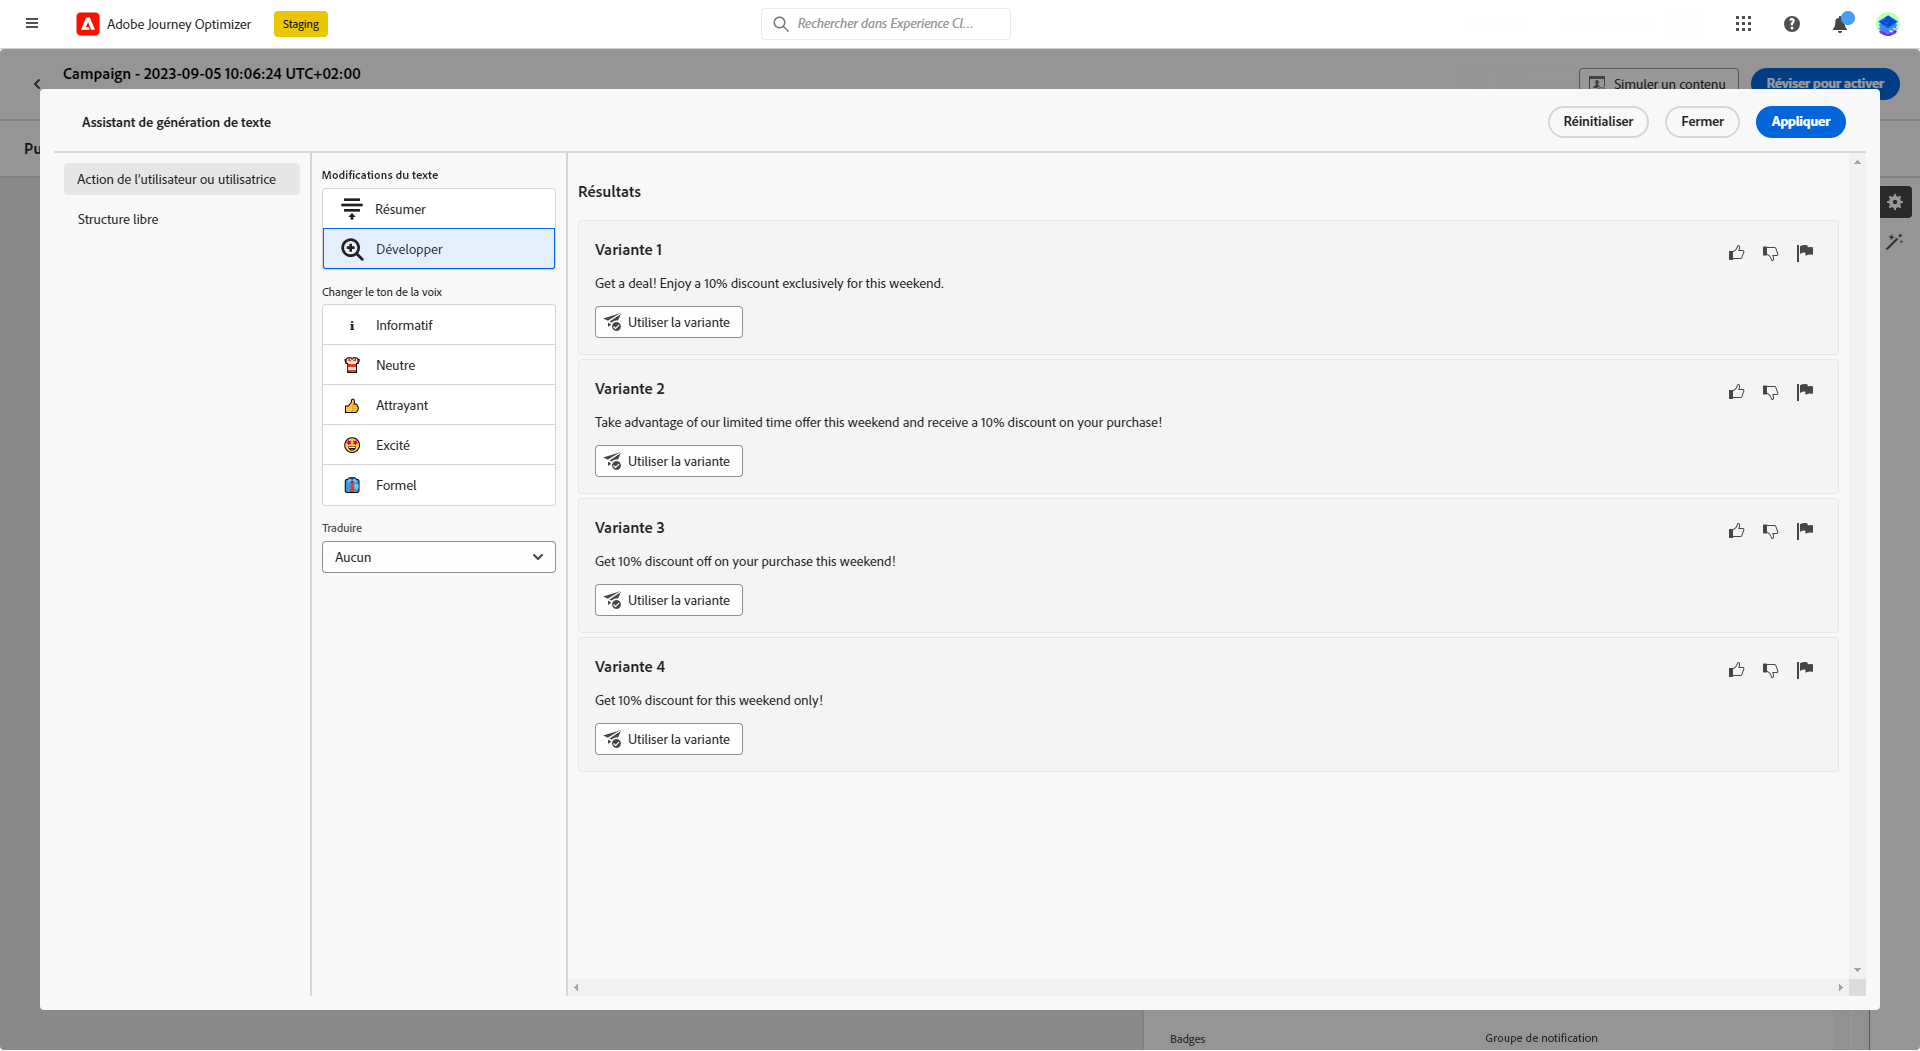 Adobe Journey Optimizer
Staging
Rechercher dans Experience Cl...
Campaign - 2023-09-05 10:06:24 UTC+02:00
Simuler un contenu
Réviser pour activer
Pu
Assistant de génération de texte
Réinitialiser
Fermer
Appliquer
Action de l'utilisateur ou utilisatrice
Structure libre
Modifications du texte
Résumer
Développer
Changer le ton de la voix
Informatif
Neutre
Attrayant
Excité
Formel
Traduire
Aucun
Résultats
Variante 1
Get a deal! Enjoy a 10% discount exclusively for this weekend.
Utiliser la variante
Variante 2
Take advantage of our limited time offer this weekend and receive a 10% discount on your purchase!
Utiliser la variante
Variante 3
Get 10% discount off on your purchase this weekend!
Utiliser la variante
Variante 4
Get 10% discount for this weekend only!
Utiliser la variante
Badges
Groupe de notification